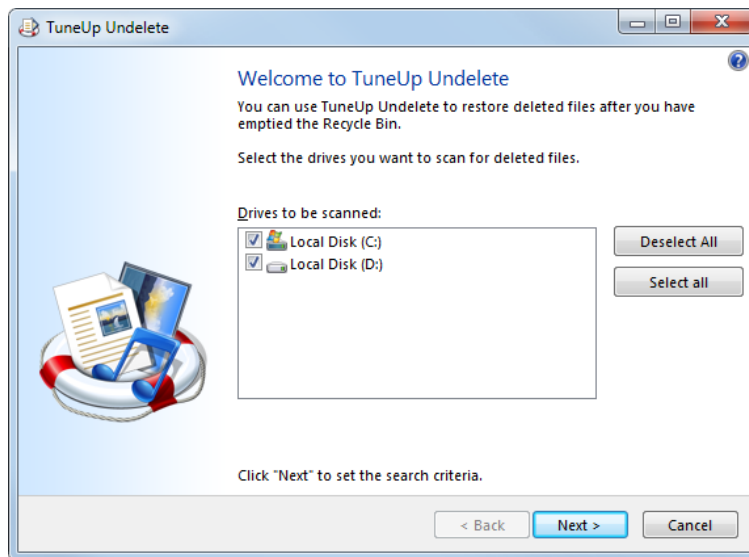 TuneUp Undelete
Welcome to TuneUp Undelete
You can use TuneUp Undelete to restore deleted files after you have
emptied the Recycle Bin.
Select the drives you want to scan for deleted files.
Drives to be scanned:
Local Disk (C:)
Local Disk (D:)
Deselect All
Select all
Click "Next" to set the search criteria.
< Back
Next >
Cancel